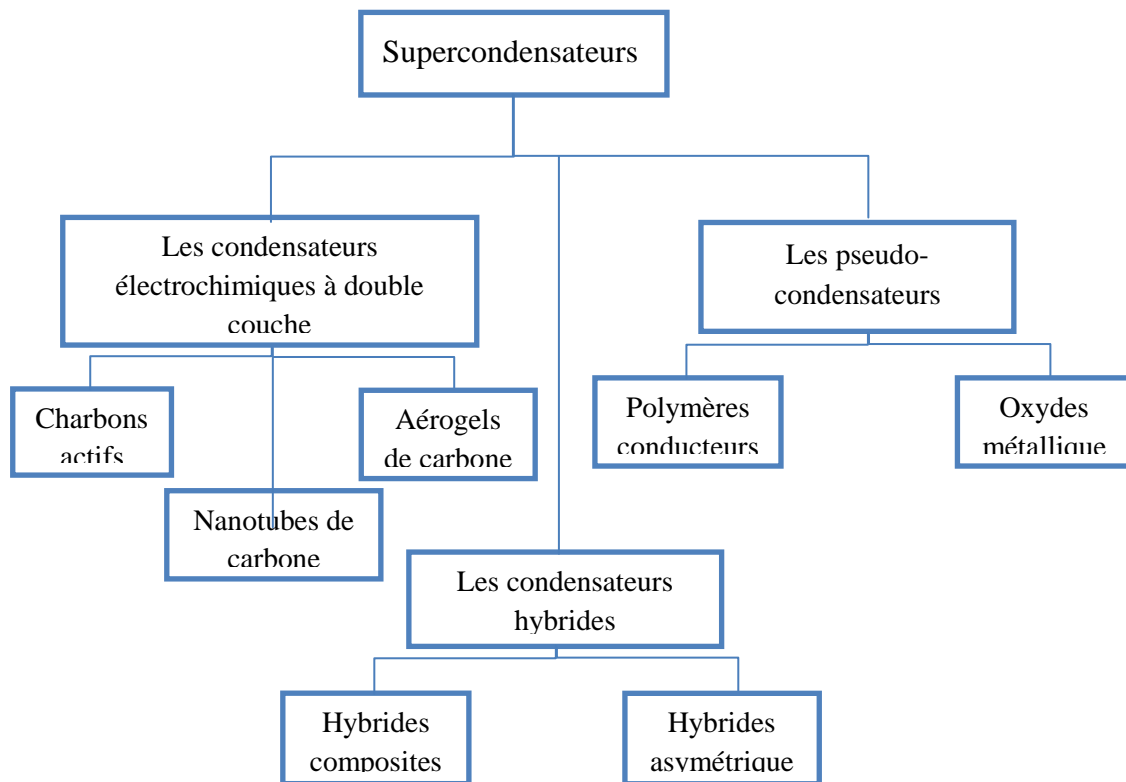 Supercondensateurs
Les condensateurs
électrochimiques à double
couche
Les pseudo-
condensateurs
Charbons
actifs
Aérogels
de carbone
Polymères
conducteurs
Oxydes
métallique
Nanotubes de
carbone
Les condensateurs
hybrides
Hybrides
composites
Hybrides
asymétrique